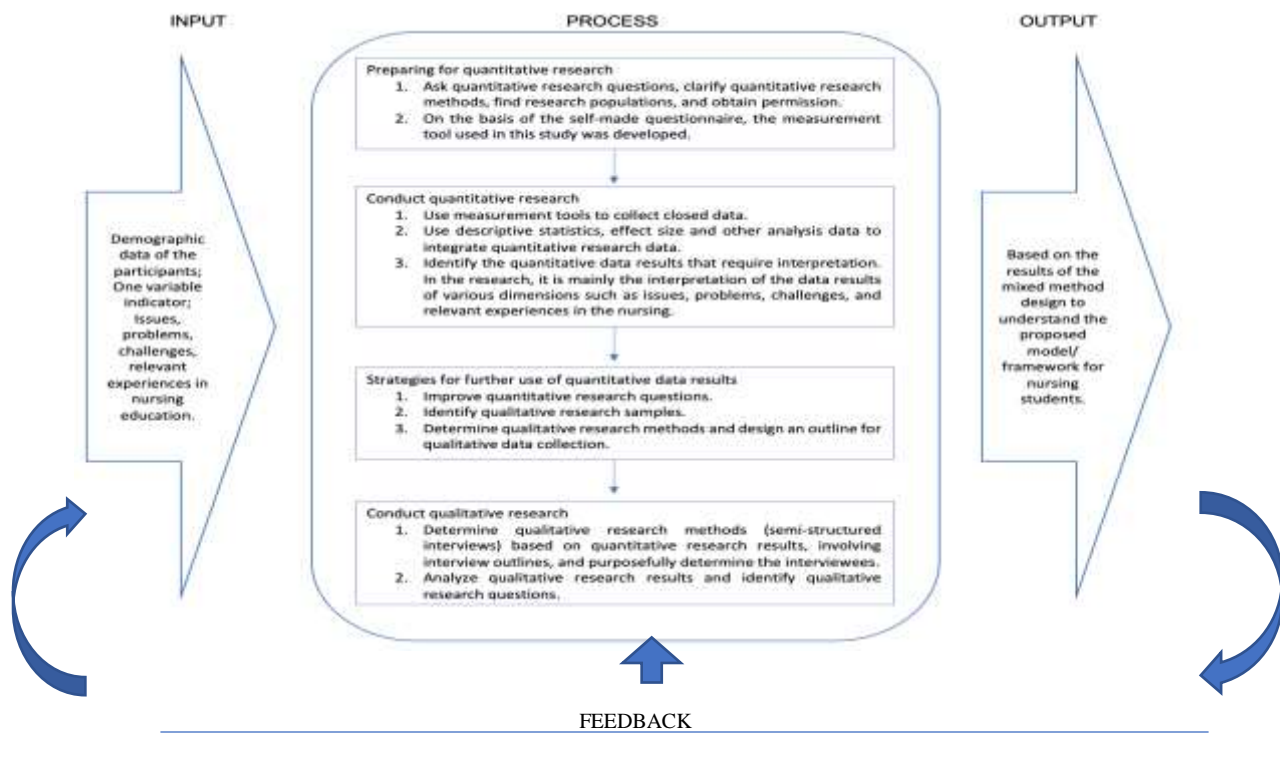 INPUT
PROCESS
OUTPUT
Demographic
data of the
participants;
One variable
indicator;
Issues,
problems,
challenges,
relevant
experiences in
nursing
education.
Preparing for quantitative research
1. Ask quantitative research questions, clarify quantitative research
methods, find research populations, and obtain permission.
2. On the basis of the self-made questionnaire, the measurement
tool used in this study was developed.
Conduct quantitative research
1. Use measurement tools to collect closed data.
2. Use descriptive statistics, effect size and other analysis data to
integrate quantitative research data.
3. Identify the quantitative data results that require interpretation.
In the research, it is mainly the interpretation of the data results
of various dimensions such as issues, problems, challenges, and
relevant experiences in the nursing.
Strategies for further use of quantitative data results
1. Improve quantitative research questions.
2. Identify qualitative research samples.
3. Determine qualitative research methods and design an outline for
qualitative data collection.
Conduct qualitative research
1. Determine qualitative research methods (semi-structured
interviews) based on quantitative research results, involving
interview outlines, and purposefully determine the interviewees.
2. Analyze qualitative research results and identify qualitative
research questions.
Based on the
results of the
mixed method
design to
understand the
proposed
model/
framework for
nursing
students.
FEEDBACK